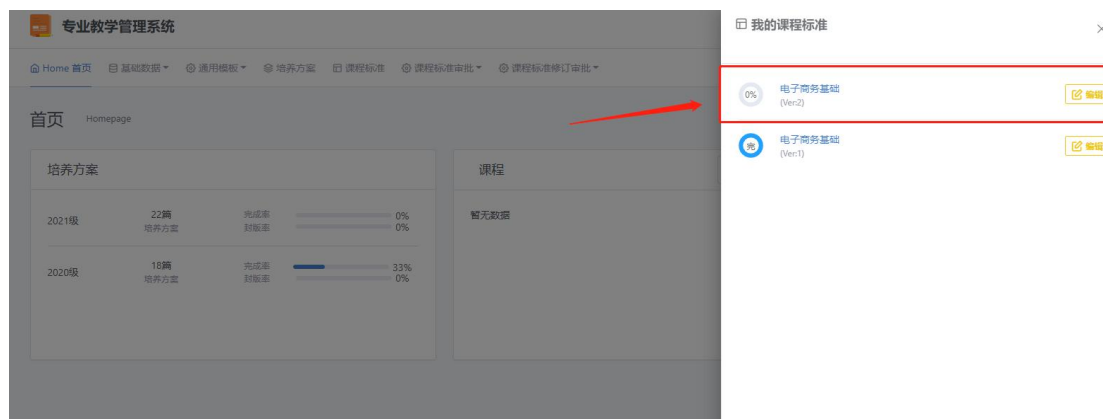 专业教学管理系统
Home 首页 基础数据 通用模板 培养方案 课程标准 课程标准审批 课程标准修订审批
首页 Homepage
培养方案
2021级 22篇 完成率 0%
培养方案 封版率 0%
2020级 18篇 完成率 33%
培养方案 封版率 0%
课程
暂无数据
我的课程标准
0% 电子商务基础 编辑
(Ver:2)
完 电子商务基础 编辑
(Ver:1)